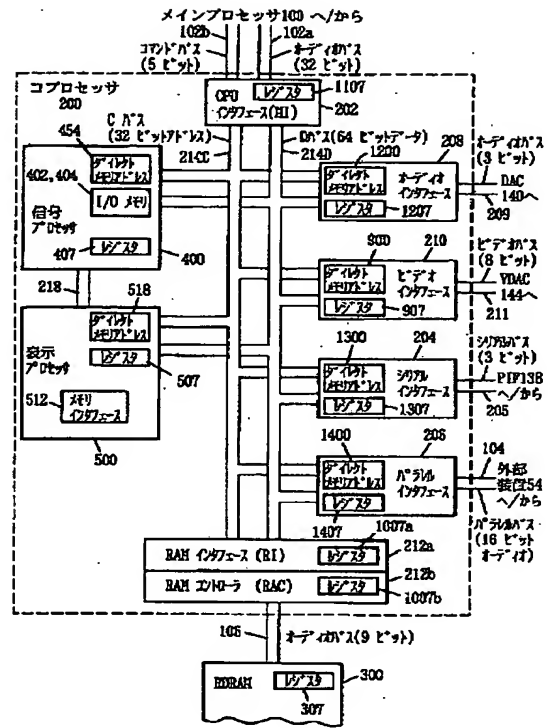 メインプロセッサ100 へ/から
102b
102a
コマンドバス
(5 ビット)
オーディオバス
(32 ビット)
コプロセッサ
200
CPU
インタフェース(HI)
レジスタ
1107
202
C バス
(32 ビットアドレス)
214C
Dバス(64 ビットデータ)
214D
454
ダイレクト
メモリアドレス
402, 404
I/O メモリ
信号
プロセッサ
407
レジスタ
400
218
518
ダイレクト
メモリアドレス
表示
プロセッサ
レジスタ
507
512
メモリ
インタフェース
500
1200
208
ダイレクト
メモリアドレス
オーディオ
インタフェース
レジスタ
1207
オーディオバス
(3 ビット)
DAC
140へ
209
900
210
ダイレクト
メモリアドレス
ビデオ
インタフェース
レジスタ
907
ビデオバス
(8 ビット)
VDAC
144へ
211
1300
204
ダイレクト
メモリアドレス
シリアル
インタフェース
レジスタ
1307
シリアルバス
(3 ビット)
PIF138
へ/から
205
1400
206
ダイレクト
メモリアドレス
パラレル
インタフェース
レジスタ
1407
104
外部
装置54
へ/から
パラレルバス
(16 ビット
オーディオ)
1007a
RAM インタフェース (RI)
レジスタ
212a
RAM コントローラ (RAC)
レジスタ
212b
1007b
106
オーディオバス(9 ビット)
RDRAM
レジスタ
300
307